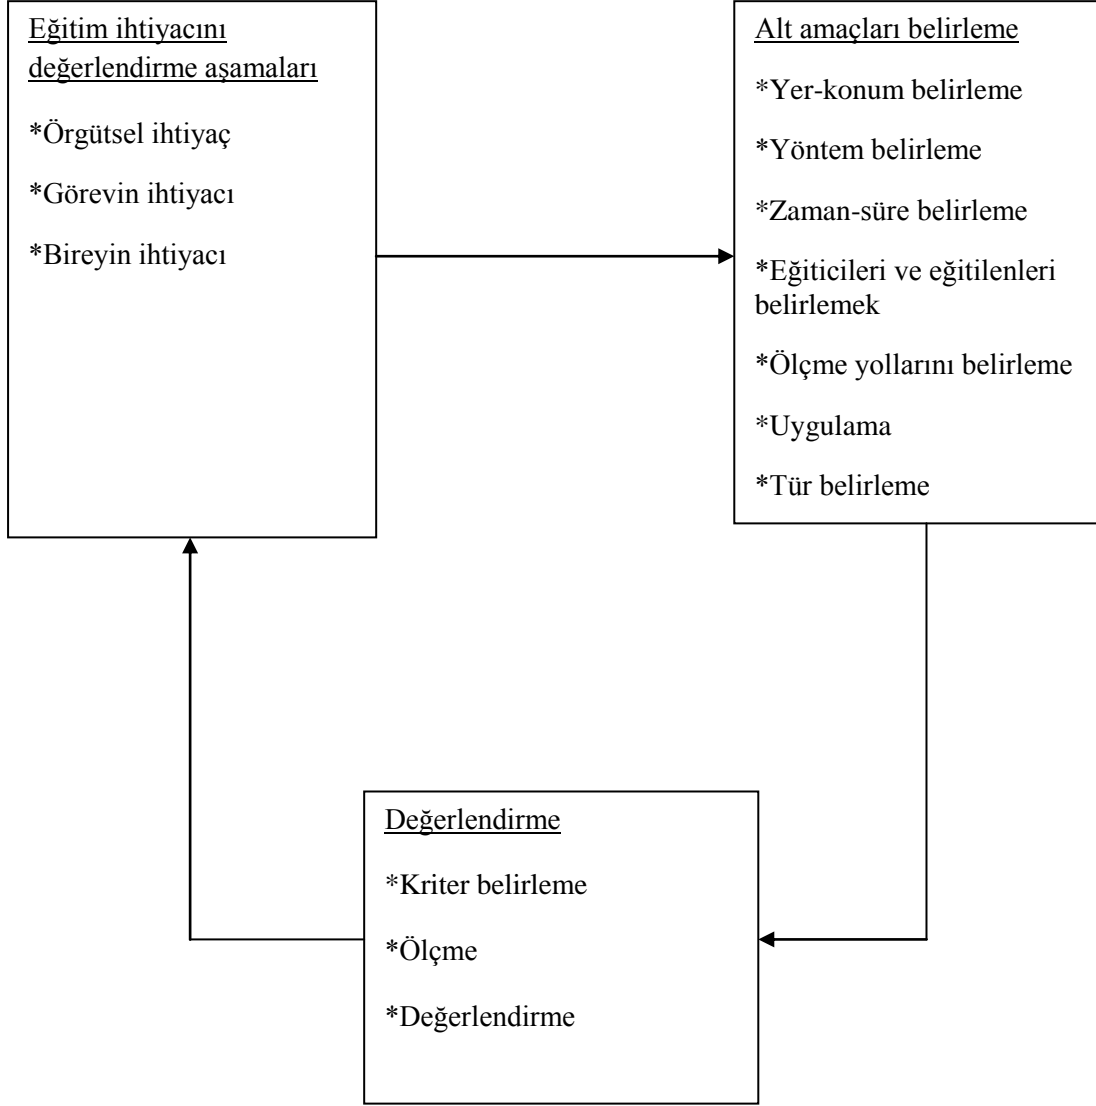 Eğitim ihtiyacını
değerlendirme aşamaları
*Örgütsel ihtiyaç
*Görevin ihtiyacı
*Bireyin ihtiyacı
Alt amaçları belirleme
*Yer-konum belirleme
*Yöntem belirleme
*Zaman-süre belirleme
*Eğiticileri ve eğitilenleri
belirlemek
*Ölçme yollarını belirleme
*Uygulama
*Tür belirleme
Değerlendirme
*Kriter belirleme
*Ölçme
*Değerlendirme